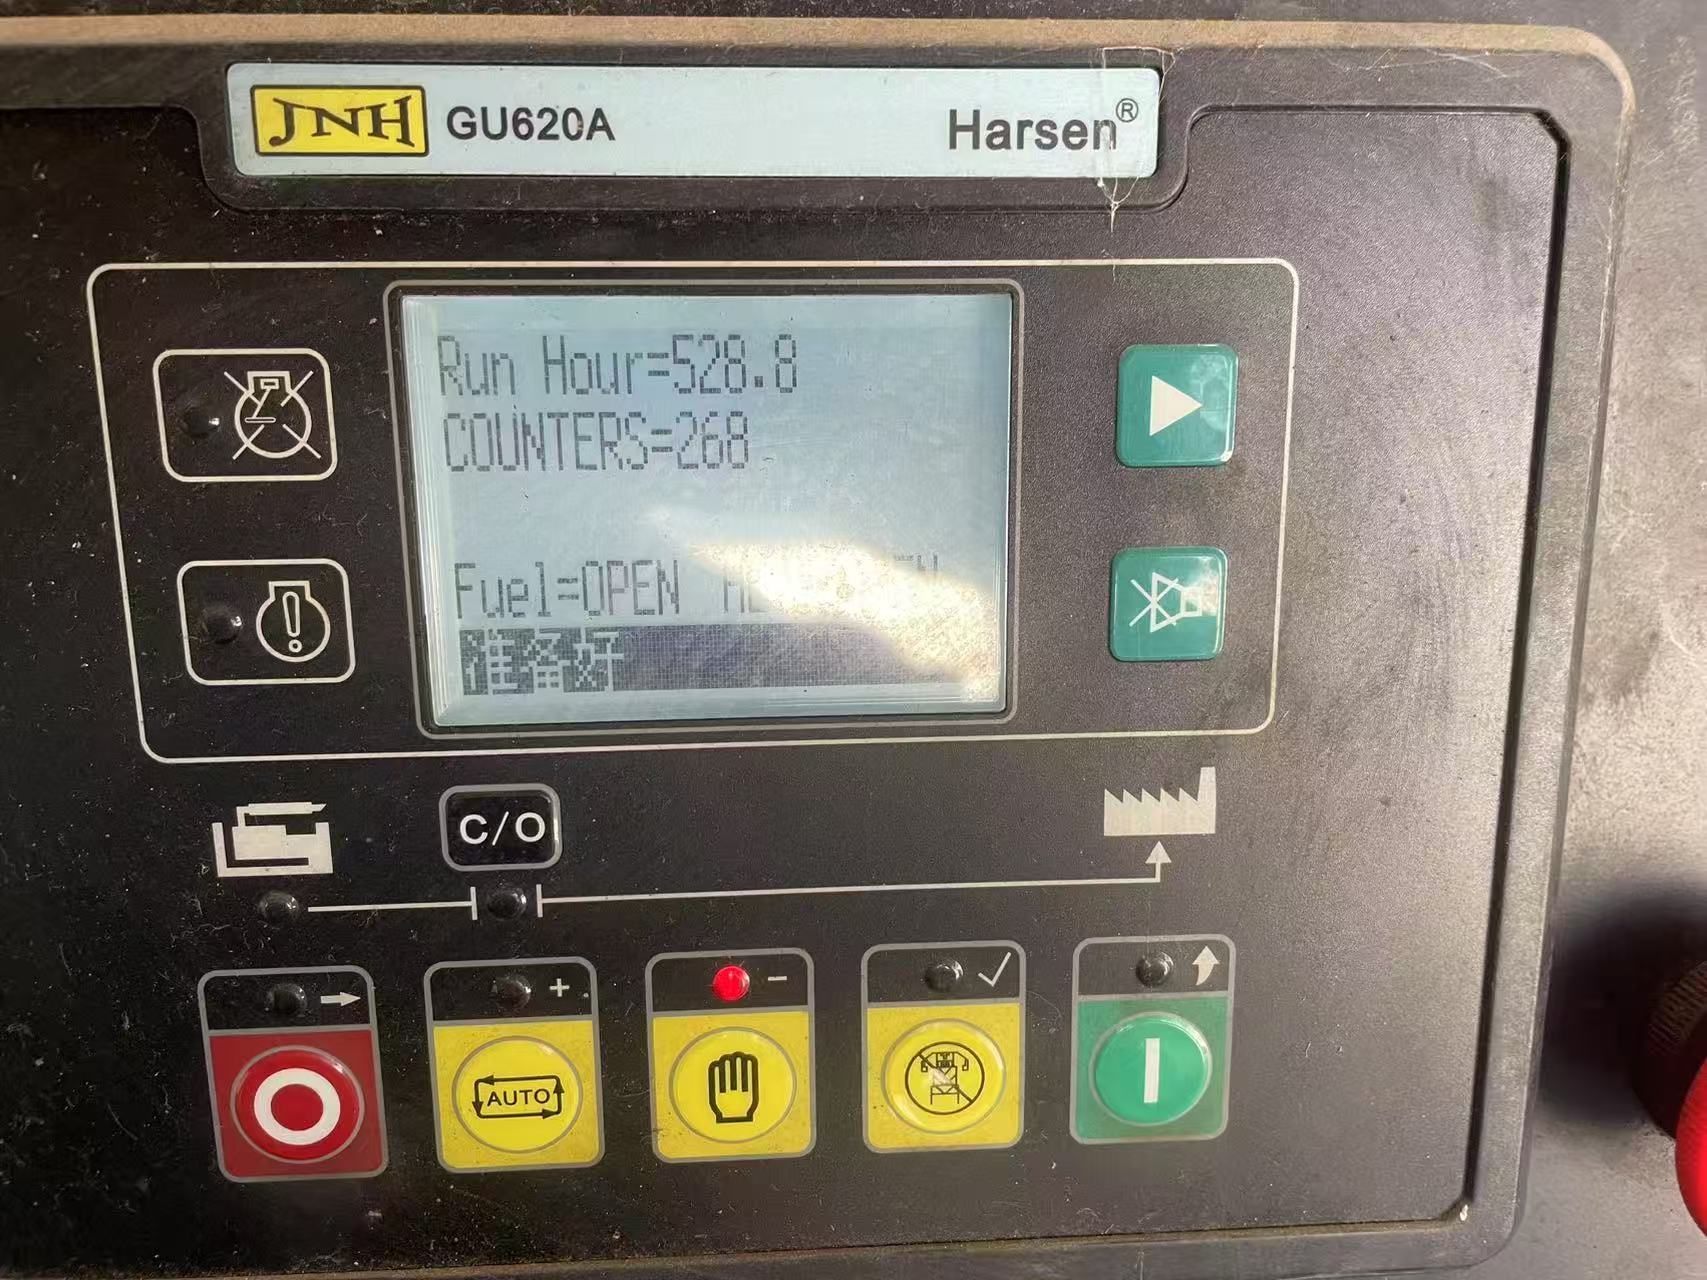 JNH GU620A Harsen®
Run Hour=528.8
COUNTERS=268
Fuel=OPEN
准备好
C/O
+
-
AUTO